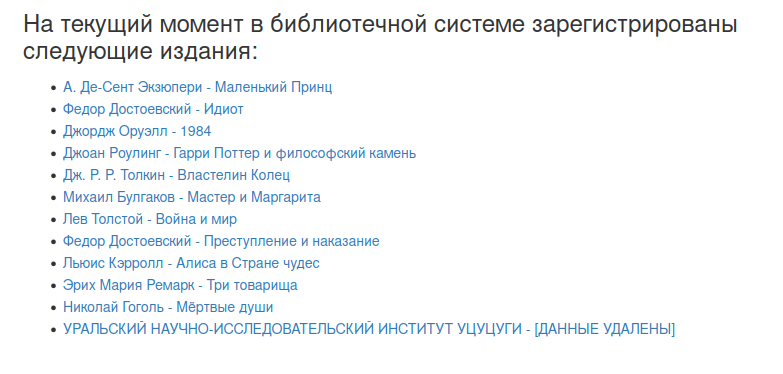 На текущий момент в библиотечной системе зарегистрированы
следующие издания:
А. Де-Сент Экзюпери - Маленький Принц
Федор Достоевский - Идиот
Джордж Оруэлл - 1984
Джоан Роулинг - Гарри Поттер и философский камень
Дж. Р. Р. Толкин - Властелин Колец
Михаил Булгаков - Мастер и Маргарита
Лев Толстой - Война и мир
Федор Достоевский - Преступление и наказание
Льюис Кэрролл - Алиса в Стране чудес
Эрих Мария Ремарк - Три товарища
Николай Гоголь - Мёртвые души
УРАЛЬСКИЙ НАУЧНО-ИССЛЕДОВАТЕЛЬСКИЙ ИНСТИТУТ УЦУЦУГИ - [ДАННЫЕ УДАЛЕНЫ]